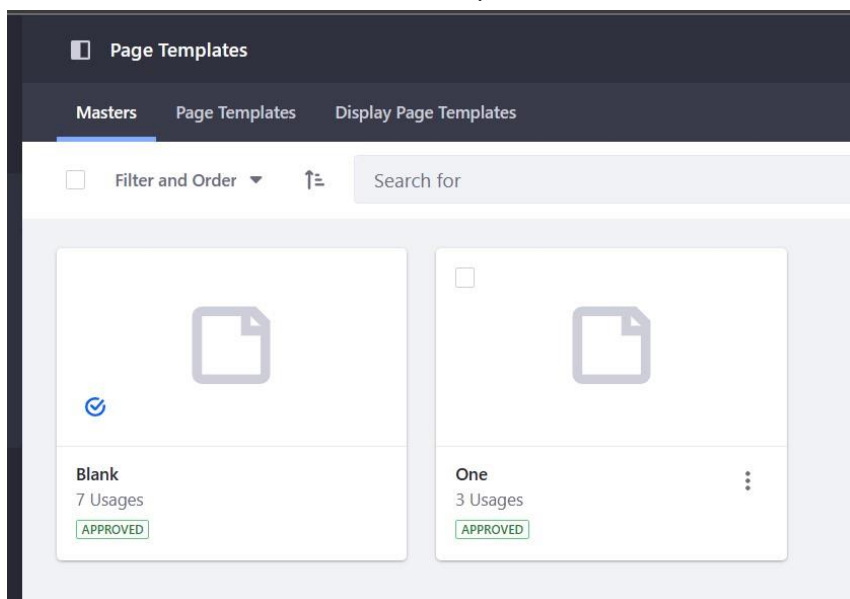 Page Templates
Masters Page Templates Display Page Templates
Filter and Order Search for
Blank
7 Usages
APPROVED
One
3 Usages
APPROVED